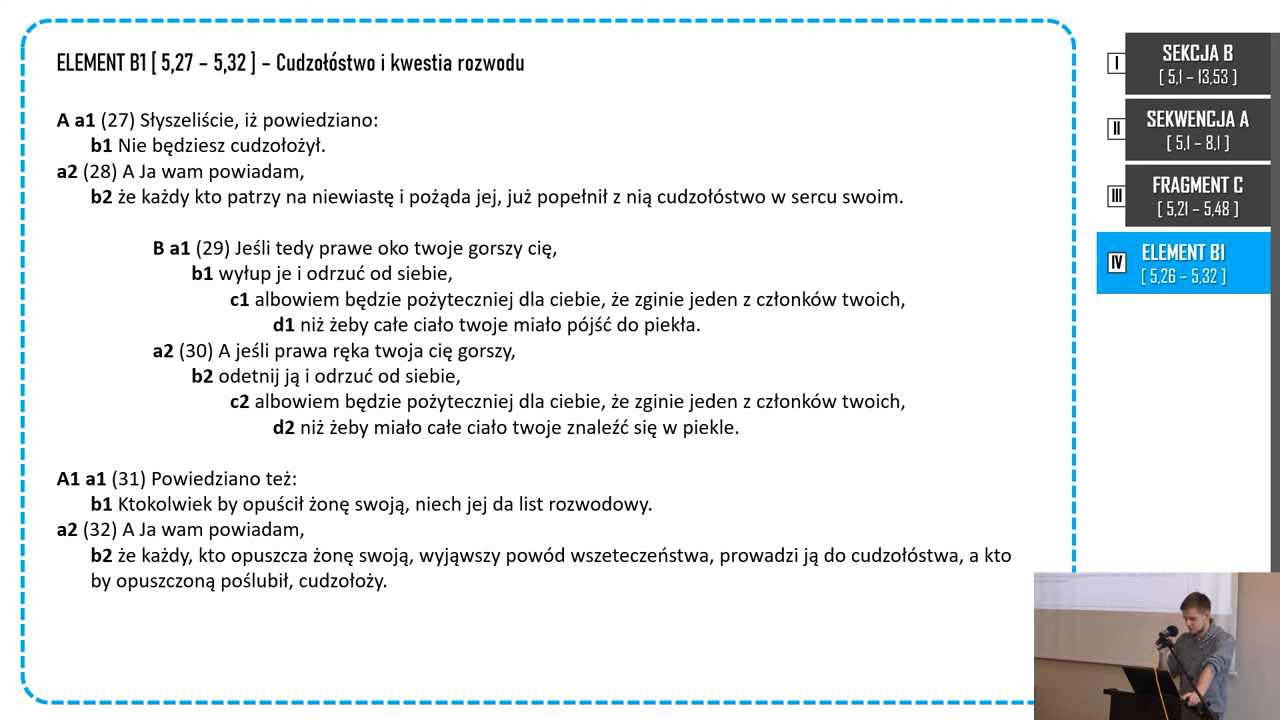 ELEMENT B1 [ 5,27 – 5,32 ] – Cudzołóstwo i kwestia rozwodu
A a1 (27) Słyszeliście, iż powiedziano:
b1 Nie będziesz cudzołożył.
a2 (28) A Ja wam powiadam,
b2 że każdy kto patrzy na niewiastę i pożąda jej, już popełnił z nią cudzołóstwo w sercu swoim.
B a1 (29) Jeśli tedy prawe oko twoje gorszy cię,
b1 wyłup je i odrzuć od siebie,
c1 albowiem będzie pożyteczniej dla ciebie, że zginie jeden z członków twoich,
d1 niż żeby całe ciało twoje miało pójść do piekła.
a2 (30) A jeśli prawa ręka twoja cię gorszy,
b2 odetnij ją i odrzuć od siebie,
c2 albowiem będzie pożyteczniej dla ciebie, że zginie jeden z członków twoich,
d2 niż żeby miało całe ciało twoje znaleźć się w piekle.
A1 a1 (31) Powiedziano też:
b1 Ktokolwiek by opuścił żonę swoją, niech jej da list rozwodowy.
a2 (32) A Ja wam powiadam,
b2 że każdy, kto opuszcza żonę swoją, wyjąwszy powód wszeteczeństwa, prowadzi ją do cudzołóstwa, a kto
by opuszczoną poślubił, cudzołoży.
I SEKCJA B
[ 5,1 – 13,53 ]
II SEKWENCJA A
[ 5,1 – 8,1 ]
III FRAGMENT C
[ 5,21 – 5,48 ]
IV ELEMENT B1
[ 5,26 – 5,32 ]